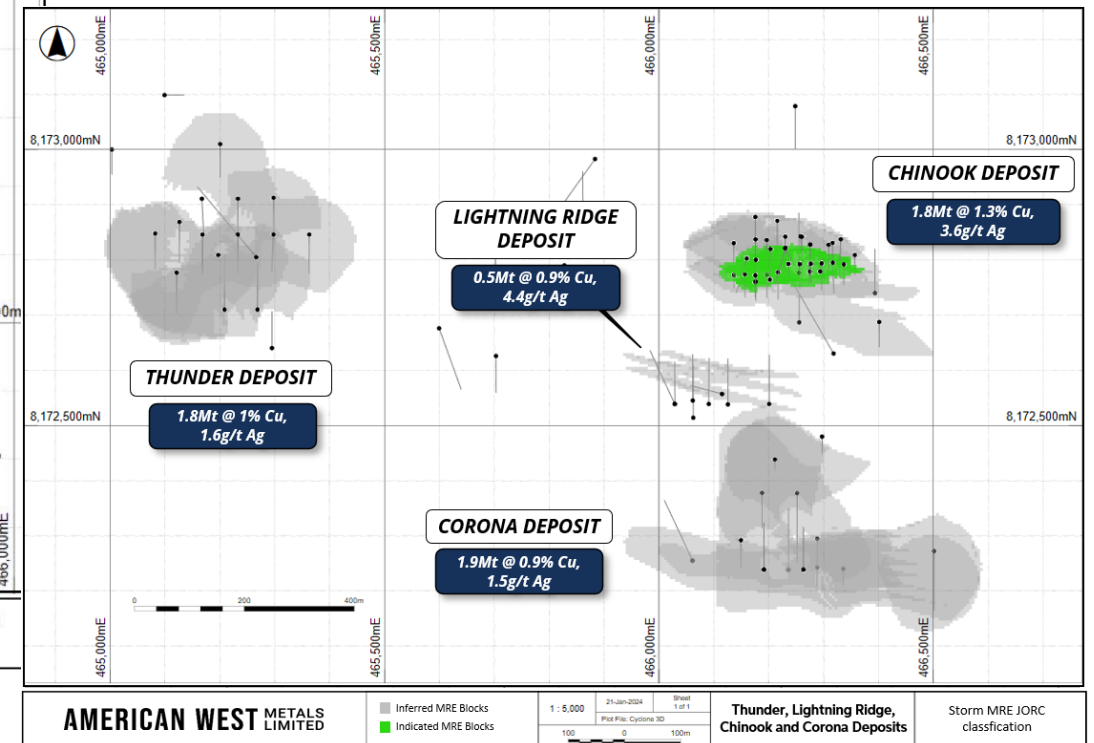 465,000mE
465,500mE
466,000mE
466,500mE
8,173,000mN
8,173,000mN
CHINOOK DEPOSIT
1.8Mt @ 1.3% Cu,
3.6g/t Ag
LIGHTNING RIDGE
DEPOSIT
0.5Mt @ 0.9% Cu,
4.4g/t Ag
0m
THUNDER DEPOSIT
1.8Mt @ 1% Cu,
1.6g/t Ag
8,172,500mN
8,172,500mN
CORONA DEPOSIT
1.9Mt @ 0.9% Cu,
1.5g/t Ag
466,000mE
0 200 400m
465,000mE
465,500mE
466,000mE
466,500mE
AMERICAN WEST METALS
LIMITED
Inferred MRE Blocks
Indicated MRE Blocks
1 : 5,000
21-Jan-2024
Sheet
1 of 1
Plot File: Cyclone 3D
100 0 100m
Thunder, Lightning Ridge,
Chinook and Corona Deposits
Storm MRE JORC
classfication